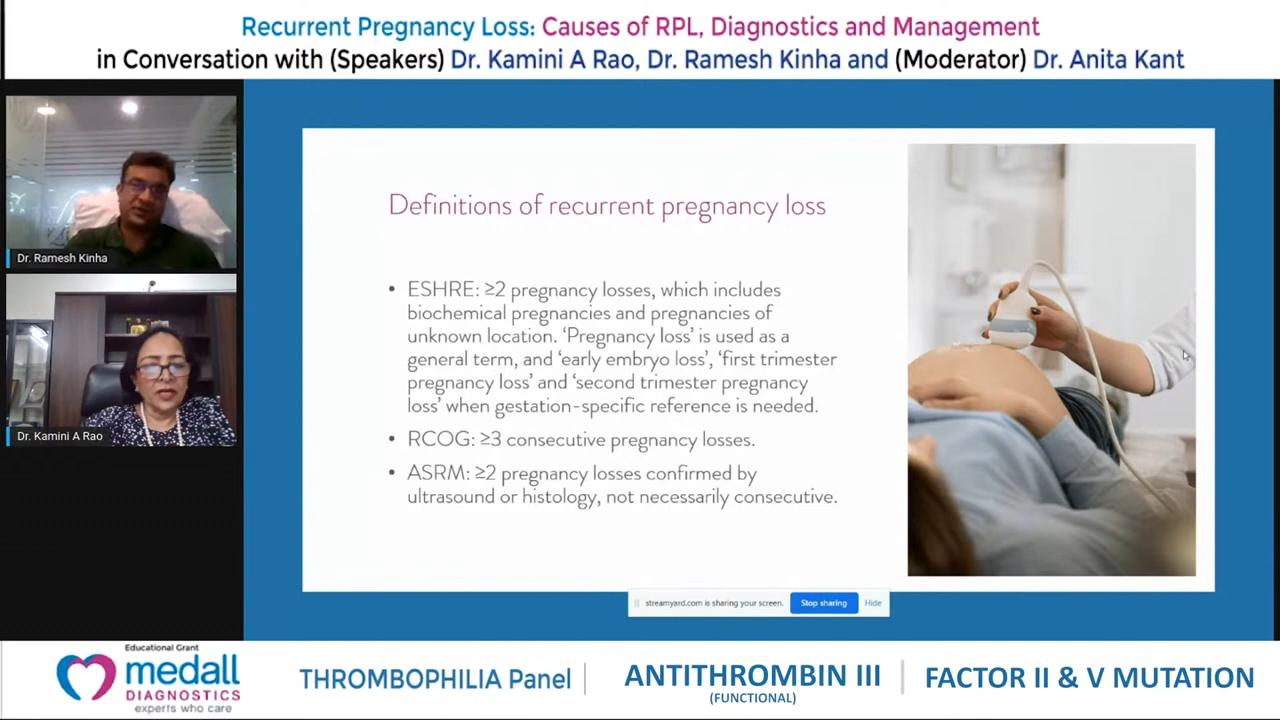 Recurrent Pregnancy Loss: Causes of RPL, Diagnostics and Management
in Conversation with (Speakers) Dr. Kamini A Rao, Dr. Ramesh Kinha and (Moderator) Dr. Anita Kant
Dr. Ramesh Kinha
Dr. Kamini A Rao
Definitions of recurrent pregnancy loss
• ESHRE: ≥2 pregnancy losses, which includes
biochemical pregnancies and pregnancies of
unknown location. ‘Pregnancy loss’ is used as a
general term, and ‘early embryo loss’, ‘first trimester
pregnancy loss’ and ‘second trimester pregnancy
loss’ when gestation-specific reference is needed.
• RCOG: ≥3 consecutive pregnancy losses.
• ASRM: ≥2 pregnancy losses confirmed by
ultrasound or histology, not necessarily consecutive.
streamyard.com is sharing your screen. Stop sharing Hide
Educational Grant
medall
DIAGNOSTICS
experts who care
THROMBOPHILIA Panel
ANTITHROMBIN III
(FUNCTIONAL)
FACTOR II & V MUTATION